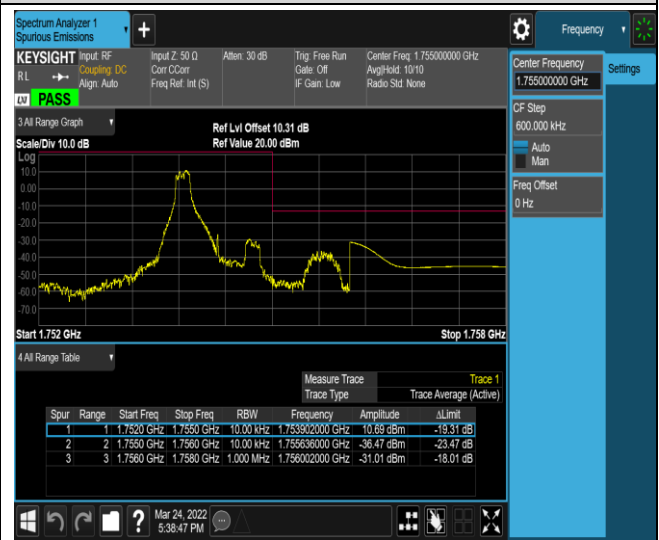 Spectrum Analyzer 1
Spurious Emissions
Frequency
KEYSIGHT
RL
PASS
Input: RF
Coupling: DC
Align: Auto
Input Z: 50 Ω
Corr CCorr
Freq Ref: Int (S)
Atten: 30 dB
Trig: Free Run
Gate: Off
IF Gain: Low
Center Freq: 1.755000000 GHz
Avg|Hold: 10/10
Radio Std: None
Center Frequency
1.755000000 GHz
Settings
CF Step
600.000 kHz
Auto
Man
Freq Offset
0 Hz
3 All Range Graph
Scale/Div 10.0 dB
Ref Lvl Offset 10.31 dB
Ref Value 20.00 dBm
Log
10.0
0.00
-10.0
-20.0
-30.0
-40.0
-50.0
-60.0
-70.0
Start 1.752 GHz
Stop 1.758 GHz
4 All Range Table
Measure Trace Trace 1
Trace Type Trace Average (Active)
Spur Range Start Freq Stop Freq RBW Frequency Amplitude ΔLimit
1 1 1.7520 GHz 1.7550 GHz 10.00 kHz 1.753902000 GHz 10.69 dBm -19.31 dB
2 2 1.7550 GHz 1.7560 GHz 10.00 kHz 1.755636000 GHz -36.47 dBm -23.47 dB
3 3 1.7560 GHz 1.7580 GHz 1.000 MHz 1.756002000 GHz -31.01 dBm -18.01 dB
Mar 24, 2022
5:38:47 PM